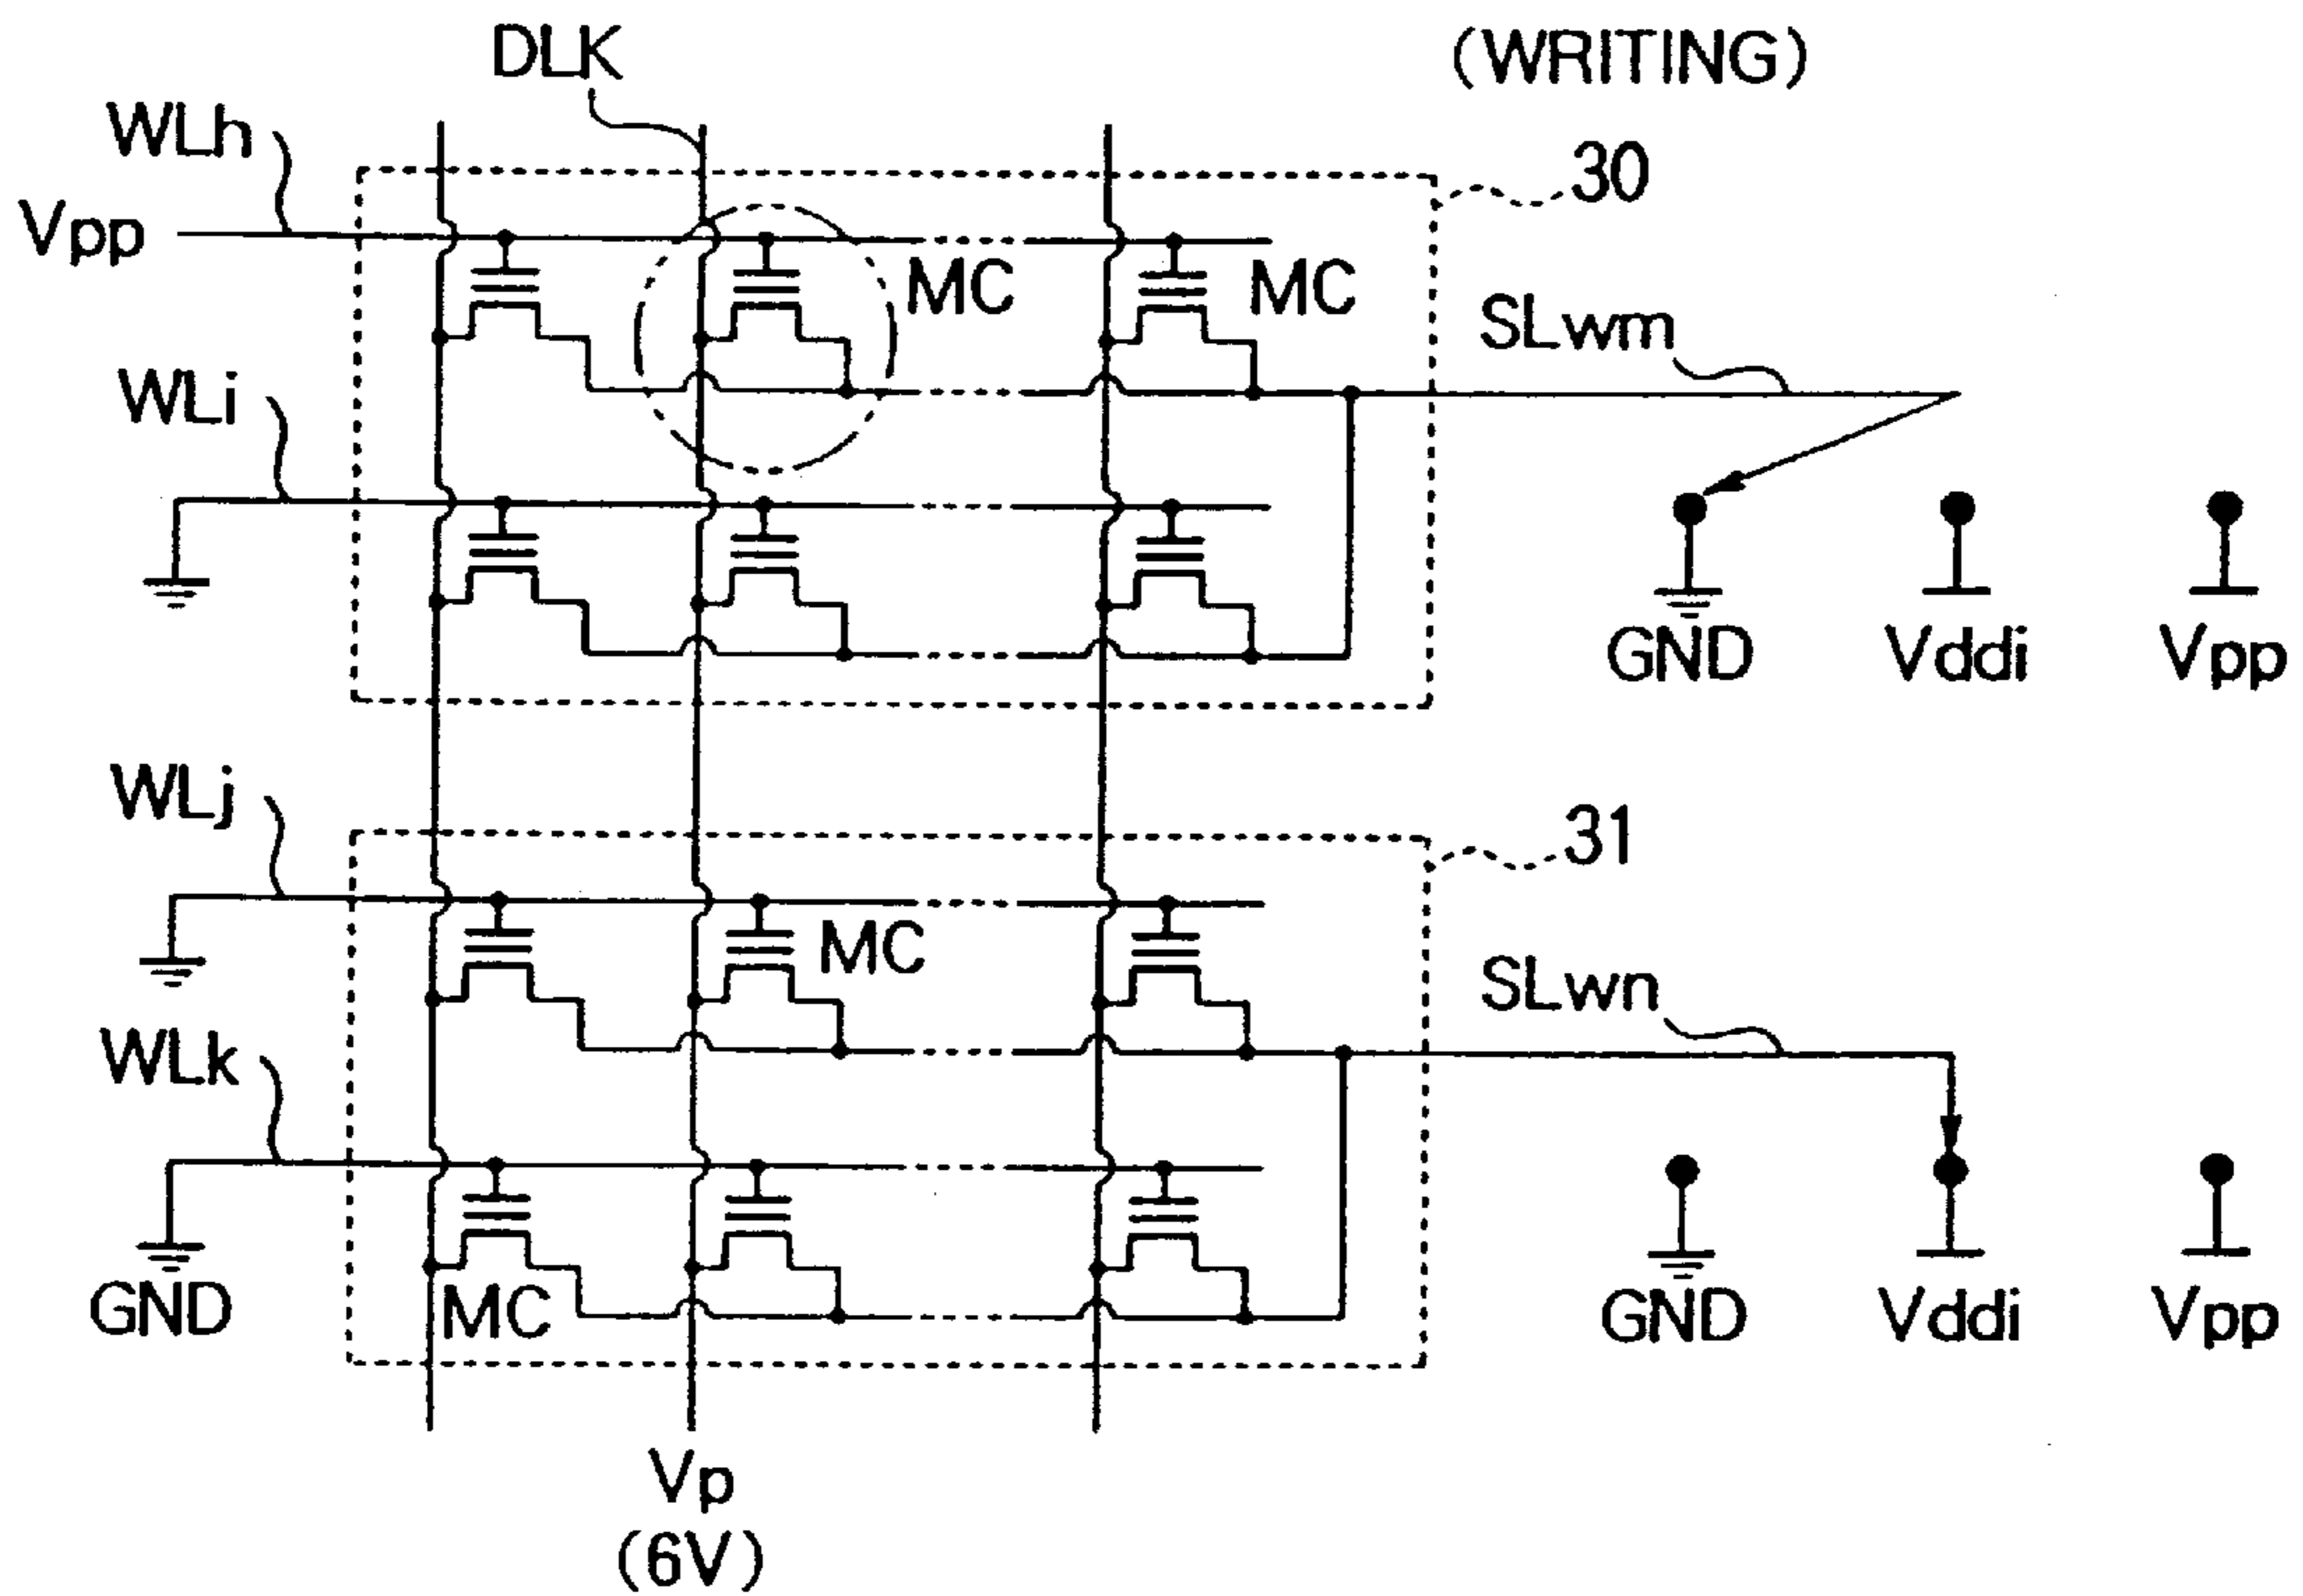 DLK
(WRITING)
WLh
30
Vpp
MC
MC
SLwm
WLi
GND
Vddi
Vpp
WLj
31
MC
SLwn
WLk
GND
MC
GND
Vddi
Vpp
Vp
(6V)